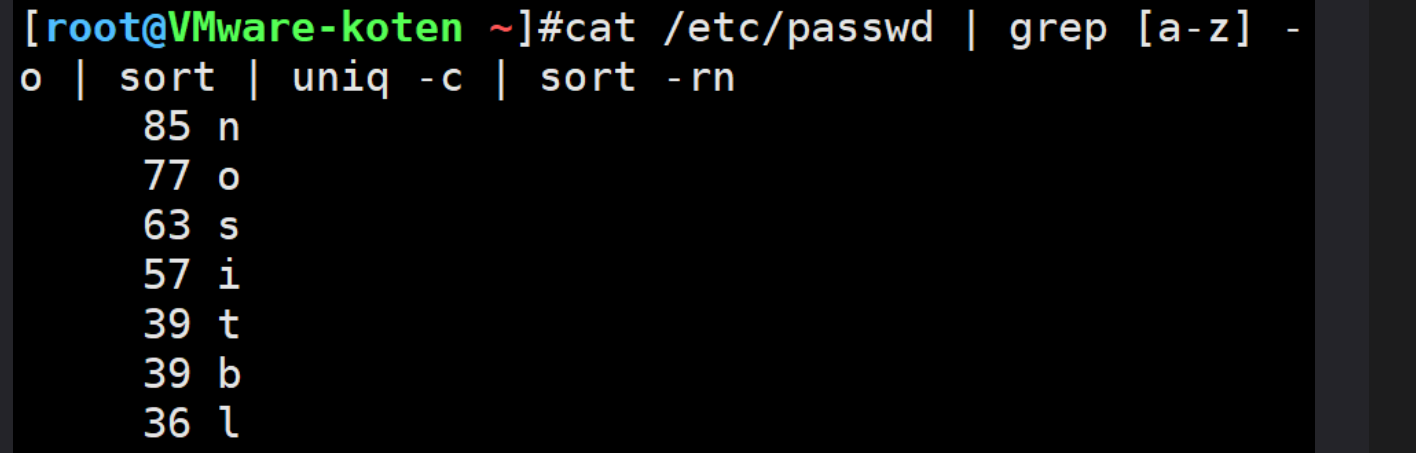 [root@VMware-koten ~]#cat /etc/passwd | grep [a-z] -
o | sort | uniq -c | sort -rn
85 n
77 o
63 s
57 i
39 t
39 b
36 l